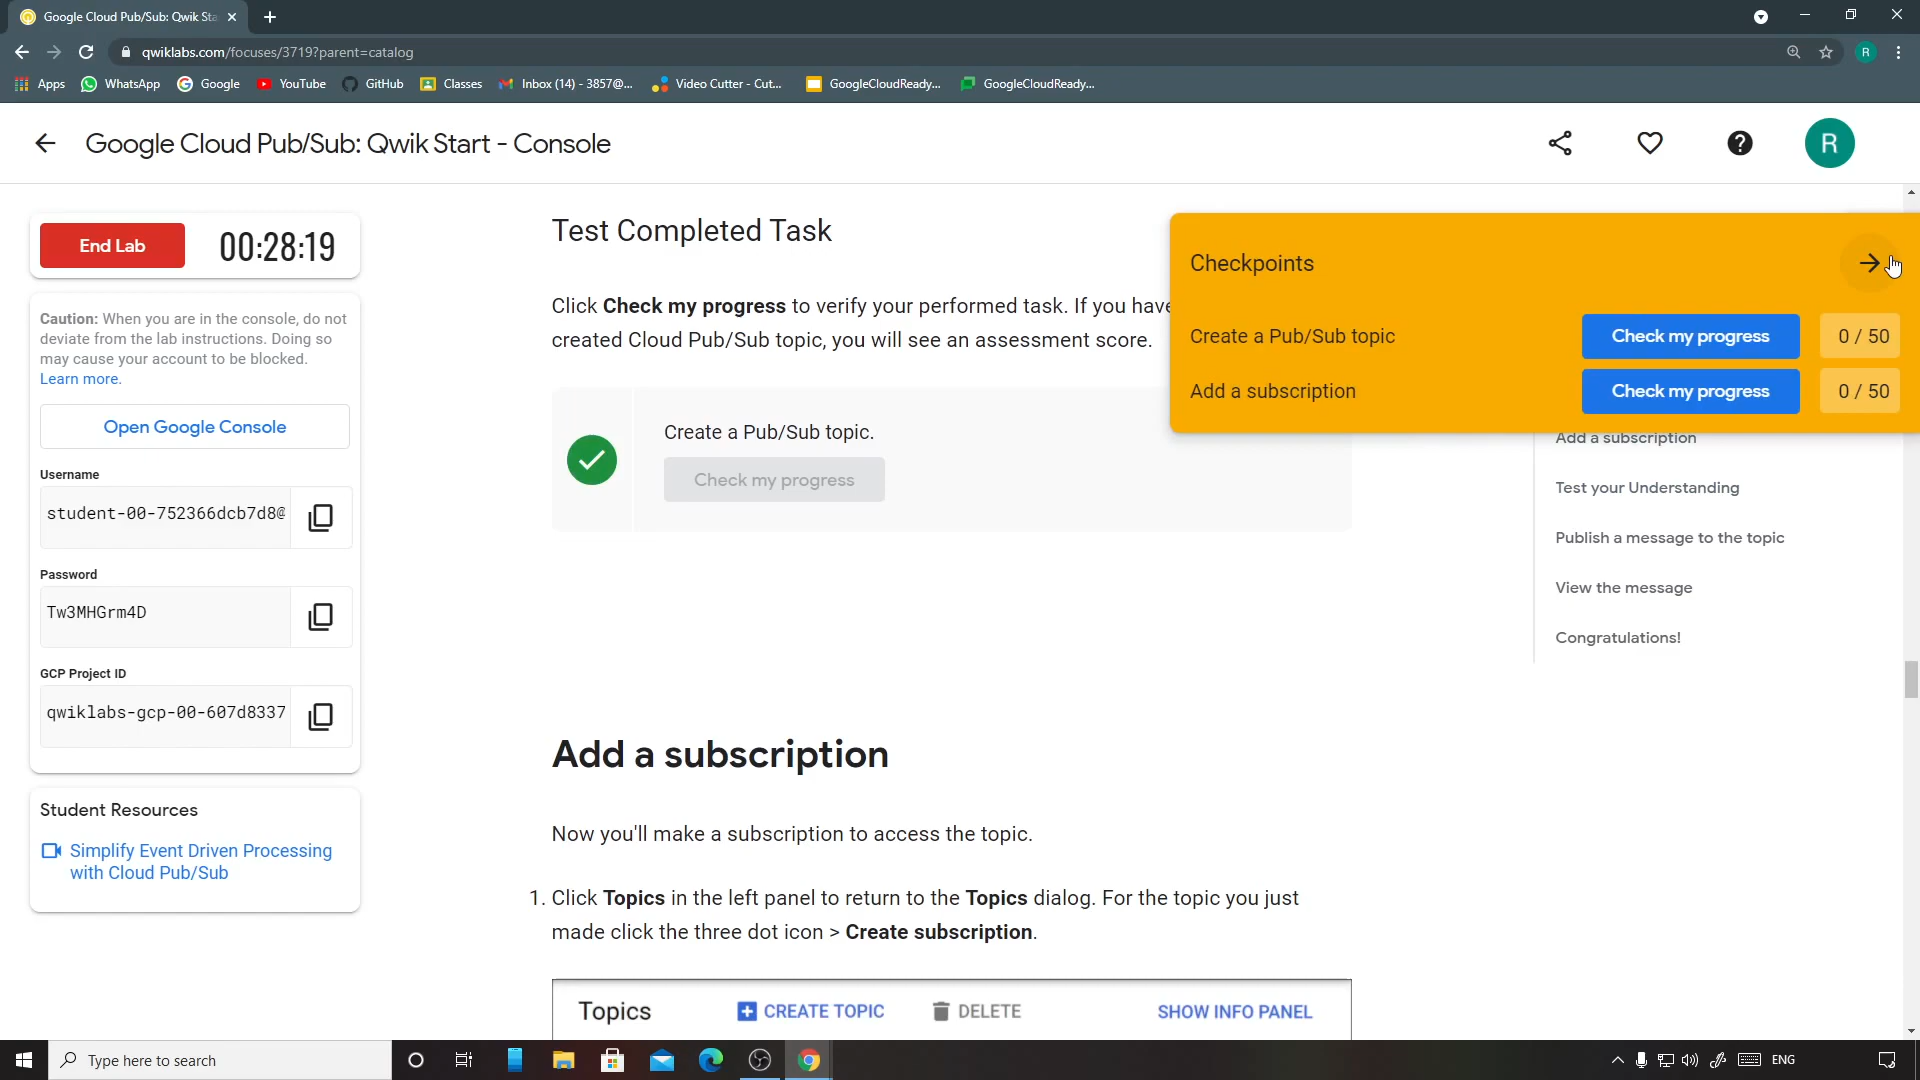 Google Cloud Pub/Sub: Qwik Sta
qwiklabs.com/focuses/3719?parent=catalog
R
Apps
WhatsApp
Google
YouTube
GitHub
Classes
Inbox (14) - 3857@...
Video Cutter - Cut...
GoogleCloudReady...
GoogleCloudReady...
Google Cloud Pub/Sub: Qwik Start - Console
R
End Lab
00:28:19
Caution: When you are in the console, do not
deviate from the lab instructions. Doing so
may cause your account to be blocked.
Learn more.
Open Google Console
Username
student-00-752366dcb7d8@
Password
Tw3MHGrm4D
GCP Project ID
qwiklabs-gcp-00-607d8337
Student Resources
Simplify Event Driven Processing
with Cloud Pub/Sub
Test Completed Task
Click Check my progress to verify your performed task. If you have
created Cloud Pub/Sub topic, you will see an assessment score.
Create a Pub/Sub topic.
Check my progress
Add a subscription
Now you'll make a subscription to access the topic.
1. Click Topics in the left panel to return to the Topics dialog. For the topic you just
made click the three dot icon > Create subscription.
Topics
CREATE TOPIC
DELETE
SHOW INFO PANEL
Checkpoints
Create a Pub/Sub topic
Check my progress
0 / 50
Add a subscription
Check my progress
0 / 50
Add a subscription
Test your Understanding
Publish a message to the topic
View the message
Congratulations!
Type here to search
ENG